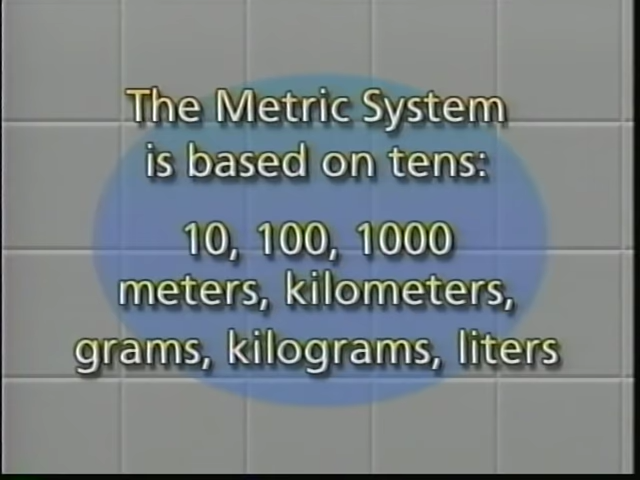 The Metric System
is based on tens:
10, 100, 1000
meters, kilometers,
grams, kilograms, liters